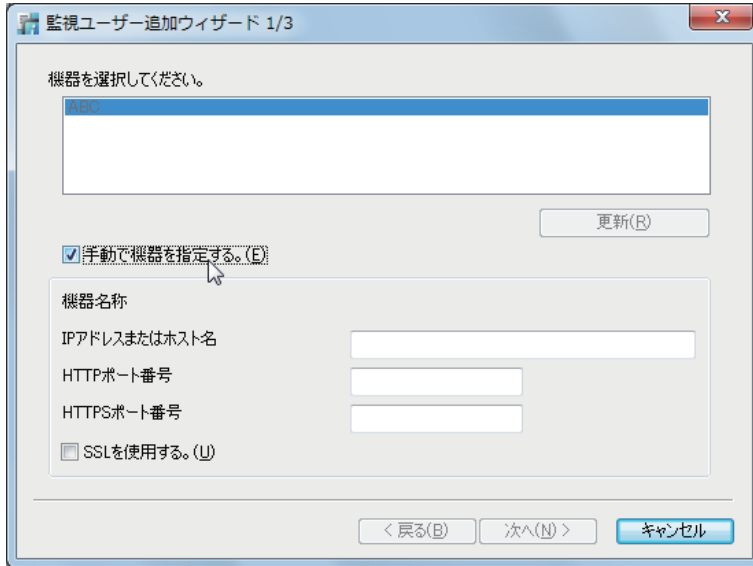 監視ユーザー追加ウィザード 1/3
機器を選択してください。
ABC
更新(R)
手動で機器を指定する。(E)
機器名称
IPアドレスまたはホスト名
HTTPポート番号
HTTPSポート番号
SSLを使用する。(U)
< 戻る(B) 次へ(N) > キャンセル